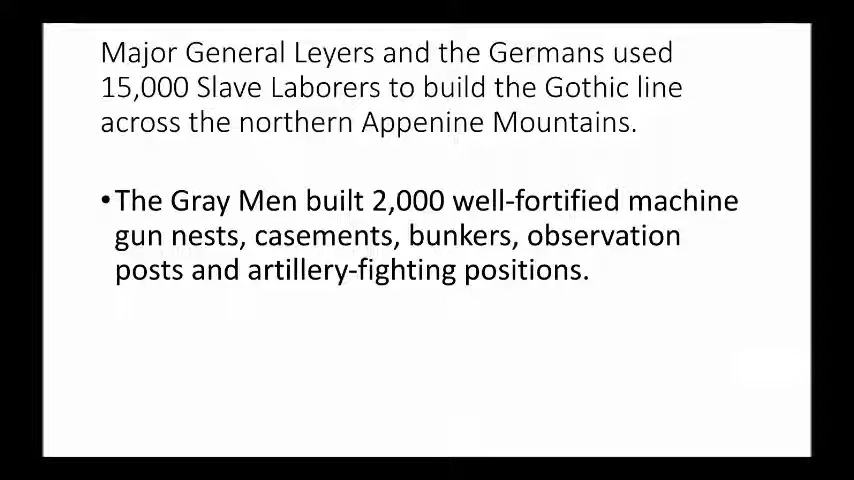 Major General Leyers and the Germans used
15,000 Slave Laborers to build the Gothic line
across the northern Appenine Mountains.
•The Gray Men built 2,000 well-fortified machine
gun nests, casements, bunkers, observation
posts and artillery-fighting positions.